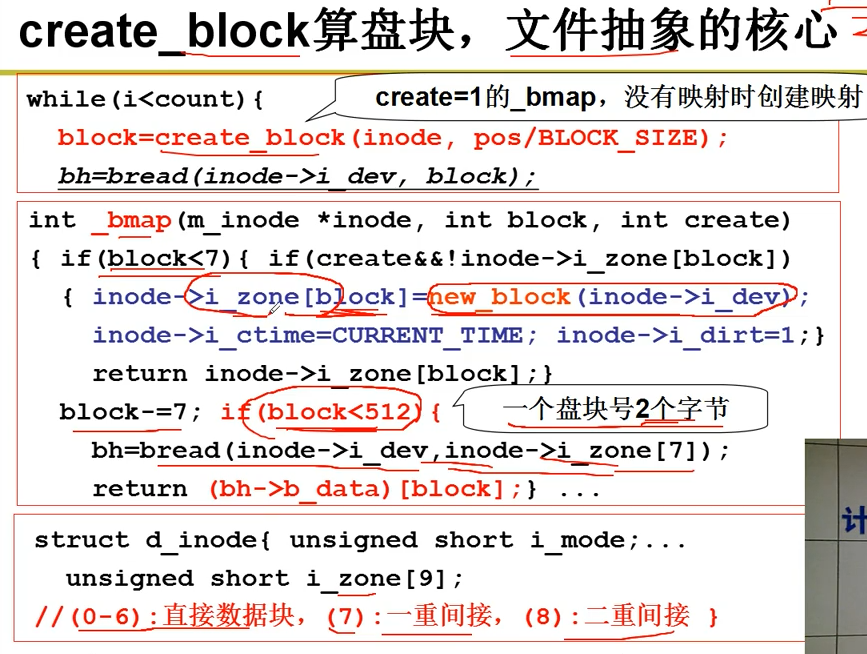 create_block算盘块，文件抽象的核心
while(i<count){
create=1的_bmap，没有映射时创建映射
block=create_block(inode, pos/BLOCK_SIZE);
bh=bread(inode->i_dev, block);
int _bmap(m_inode *inode, int block, int create)
{ if(block<7){ if(create&&!inode->i_zone[block])
{ inode->i_zone[block]=new_block(inode->i_dev);
inode->i_ctime=CURRENT_TIME; inode->i_dirt=1;}
return inode->i_zone[block];}
block-=7; if(block<512){
一个盘块号2个字节
bh=bread(inode->i_dev,inode->i_zone[7]);
return (bh->b_data)[block];} ...
struct d_inode{ unsigned short i_mode;...
unsigned short i_zone[9];
//(0-6):直接数据块，(7):一重间接，(8):二重间接 }
计